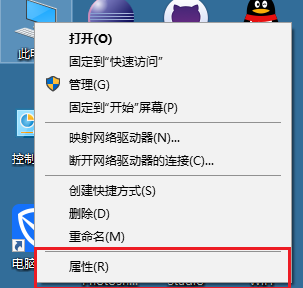 此电
打开(O)
固定到"快速访问"
管理(G)
固定到"开始"屏幕(P)
映射网络驱动器(N)...
断开网络驱动器的连接(C)...
控制
创建快捷方式(S)
删除(D)
重命名(M)
电脑
属性(R)